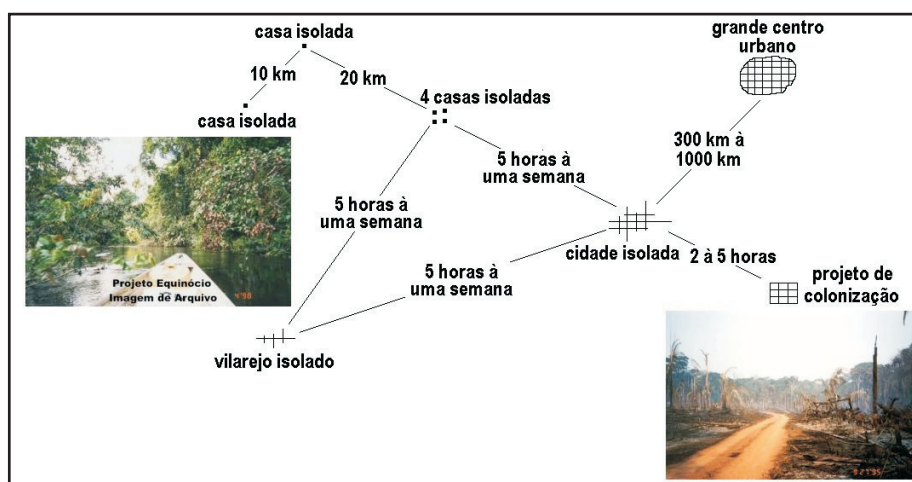 casa isolada
10 km
20 km
casa isolada
4 casas isoladas
grande centro
urbano
300 km à
1000 km
5 horas à
uma semana
5 horas à
uma semana
cidade isolada
2 à 5 horas
projeto de
colonização
5 horas à
uma semana
vilarejo isolado
Projeto Equinócio
Imagem de Arquivo